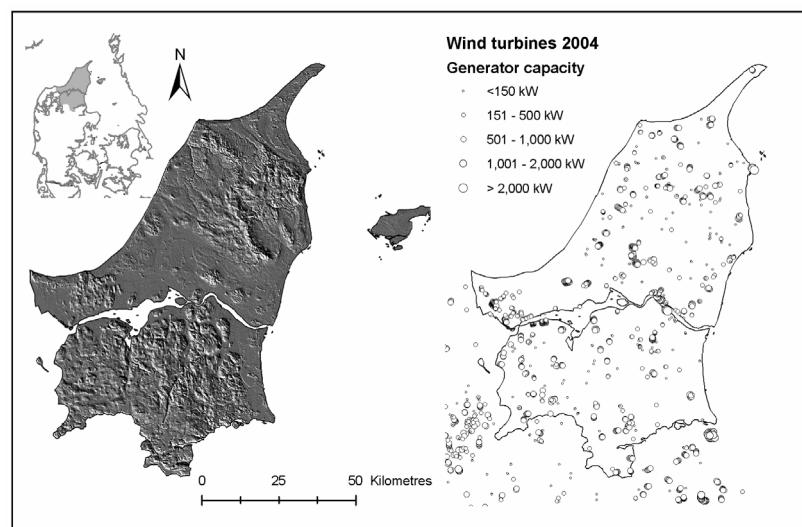 N
Wind turbines 2004
Generator capacity
<150 kW
151 - 500 kW
501 - 1,000 kW
1,001 - 2,000 kW
> 2,000 kW
0 25 50 Kilometres